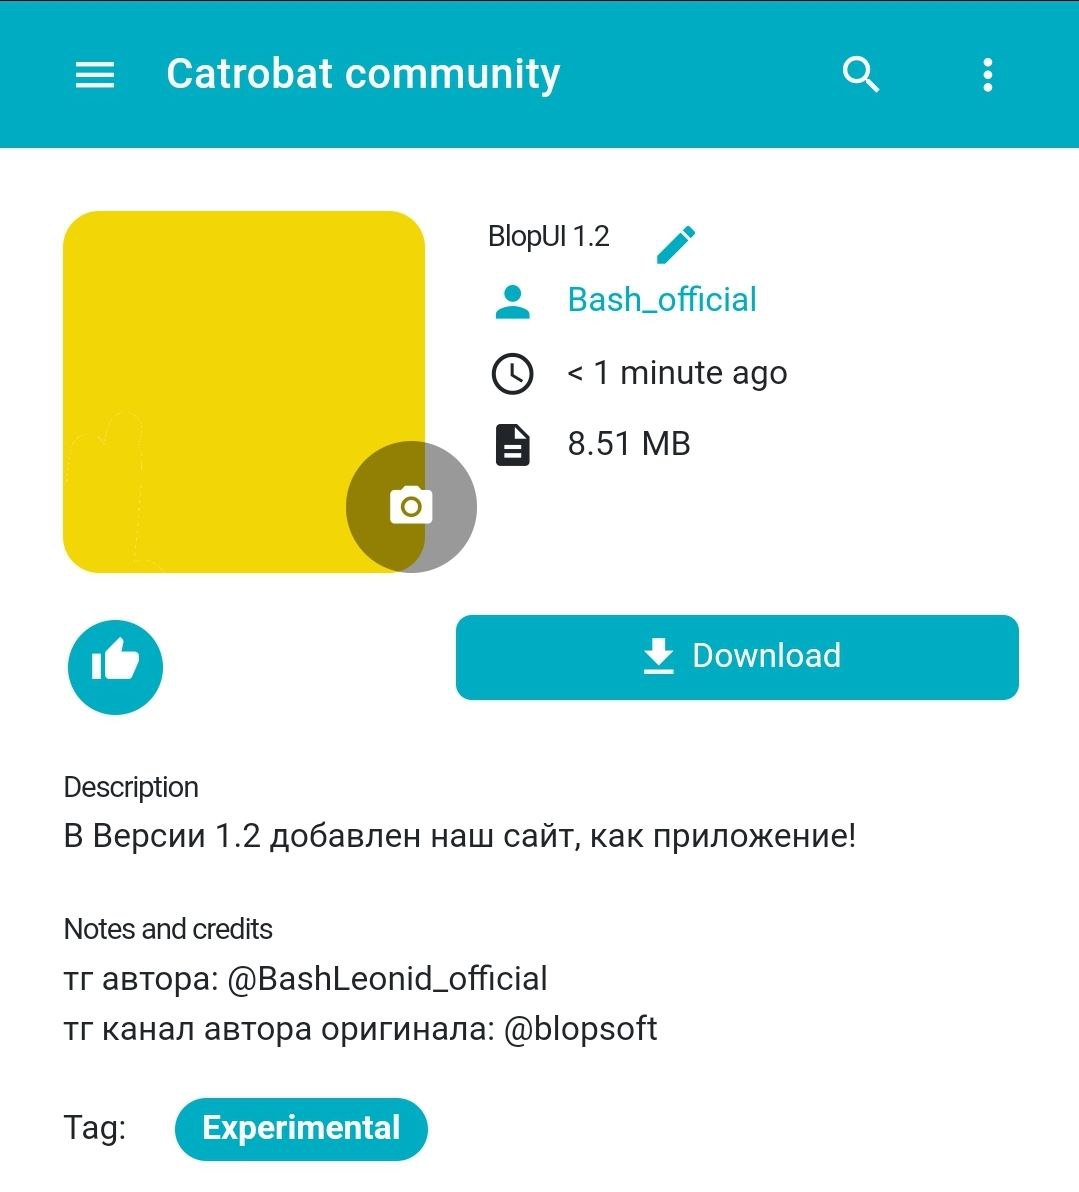 Catrobat community
BlopUI 1.2
Bash_official
< 1 minute ago
8.51 MB
Download
Description
В Версии 1.2 добавлен наш сайт, как приложение!
Notes and credits
тг автора: @BashLeonid_official
тг канал автора оригинала: @blopsoft
Tag:
Experimental